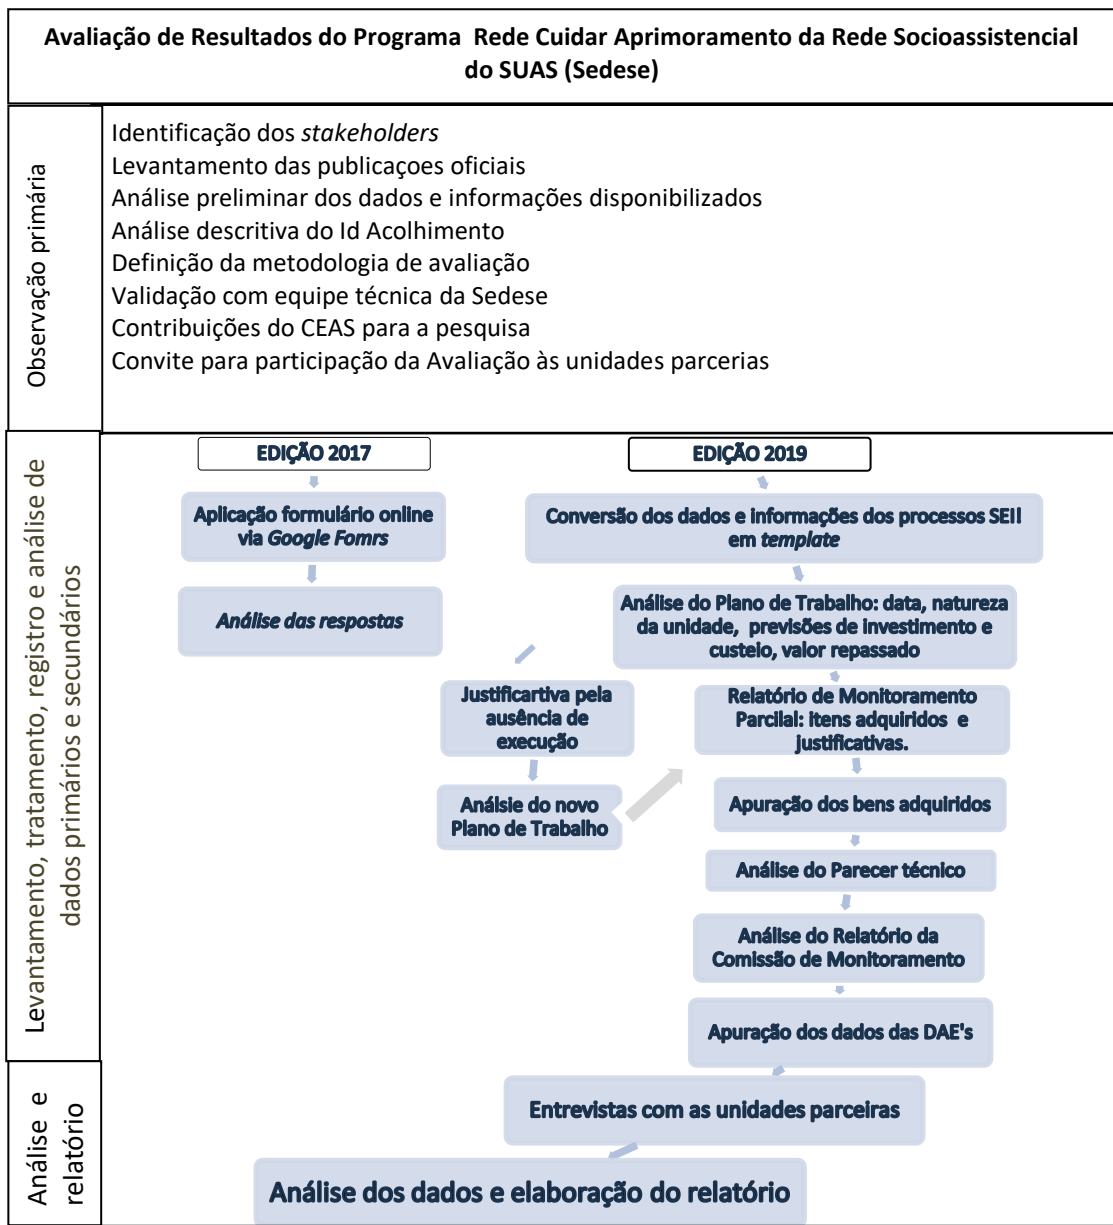 Avaliação de Resultados do Programa Rede Cuidar Aprimoramento da Rede Socioassistencial
do SUAS (Sedese)
Observação primária
Identificação dos stakeholders
Levantamento das publicaçoes oficiais
Análise preliminar dos dados e informações disponibilizados
Análise descritiva do Id Acolhimento
Definição da metodologia de avaliação
Validação com equipe técnica da Sedese
Contribuições do CEAS para a pesquisa
Convite para participação da Avaliação às unidades parcerias
Levantamento, tratamento, registro e análise de
dados primários e secundários
EDIÇÃO 2017
Aplicação formulário online
via Google Fomrs
Análise das respostas
EDIÇÃO 2019
Conversão dos dados e informações dos processos SEI!
em template
Análise do Plano de Trabalho: data, natureza
da unidade, previsões de investimento e
custeio, valor repassado
Justificartiva pela
ausência de
execução
Análsie do novo
Plano de Trabalho
Relatório de Monitoramento
Parcilal: itens adquiridos e
justificativas.
Apuração dos bens adquiridos
Análise do Parecer técnico
Análise do Relatório da
Comissão de Monitoramento
Apuração dos dados das DAE's
Análise e
relatório
Entrevistas com as unidades parceiras
Análise dos dados e elaboração do relatório